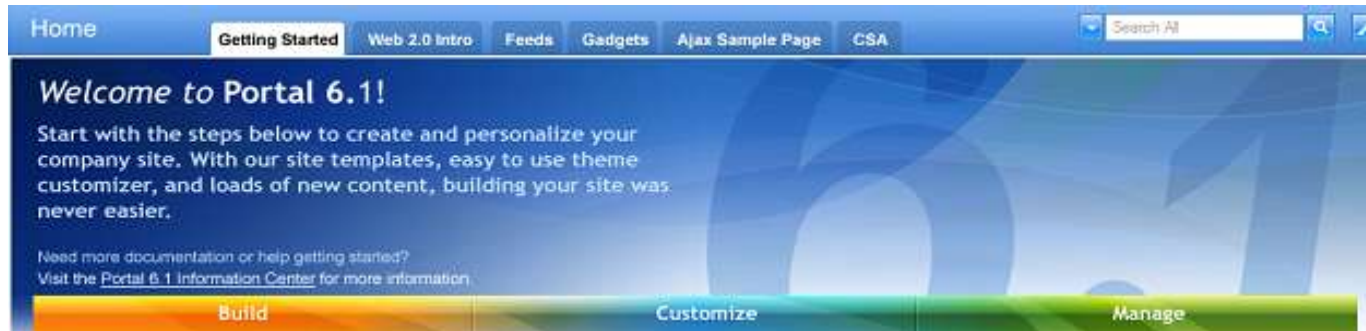 Home
Getting Started Web 2.0 Intro Feeds Gadgets Ajax Sample Page CSA
Search All
Welcome to Portal 6.1!
Start with the steps below to create and personalize your
company site. With our site templates, easy to use theme
customizer, and loads of new content, building your site was
never easier.
Need more documentation or help getting started?
Visit the Portal 6.1 Information Center for more information.
6.1
Build Customize Manage